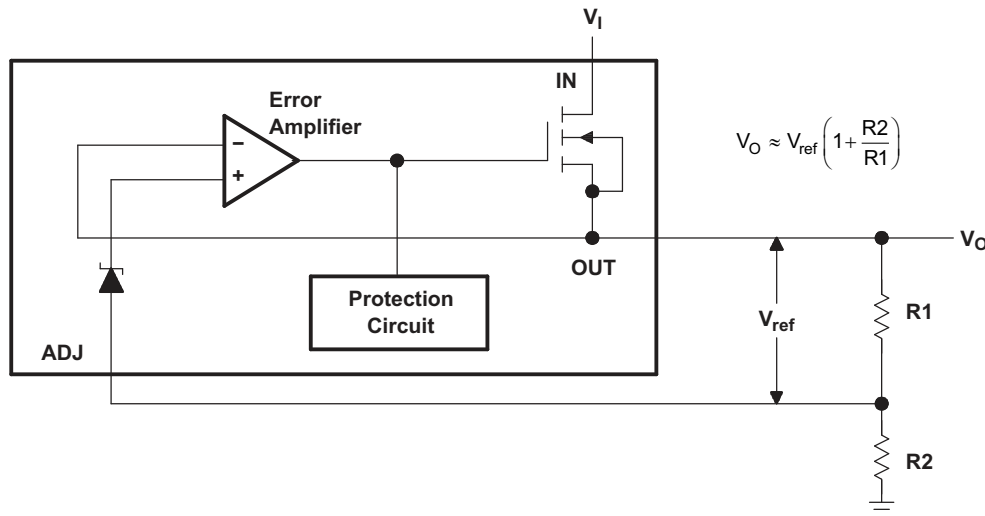 V_I
IN
Error
Amplifier
−
+
V_O ≈ V_ref (1 + R2/R1)
OUT
V_O
Protection
Circuit
V_ref
R1
ADJ
R2